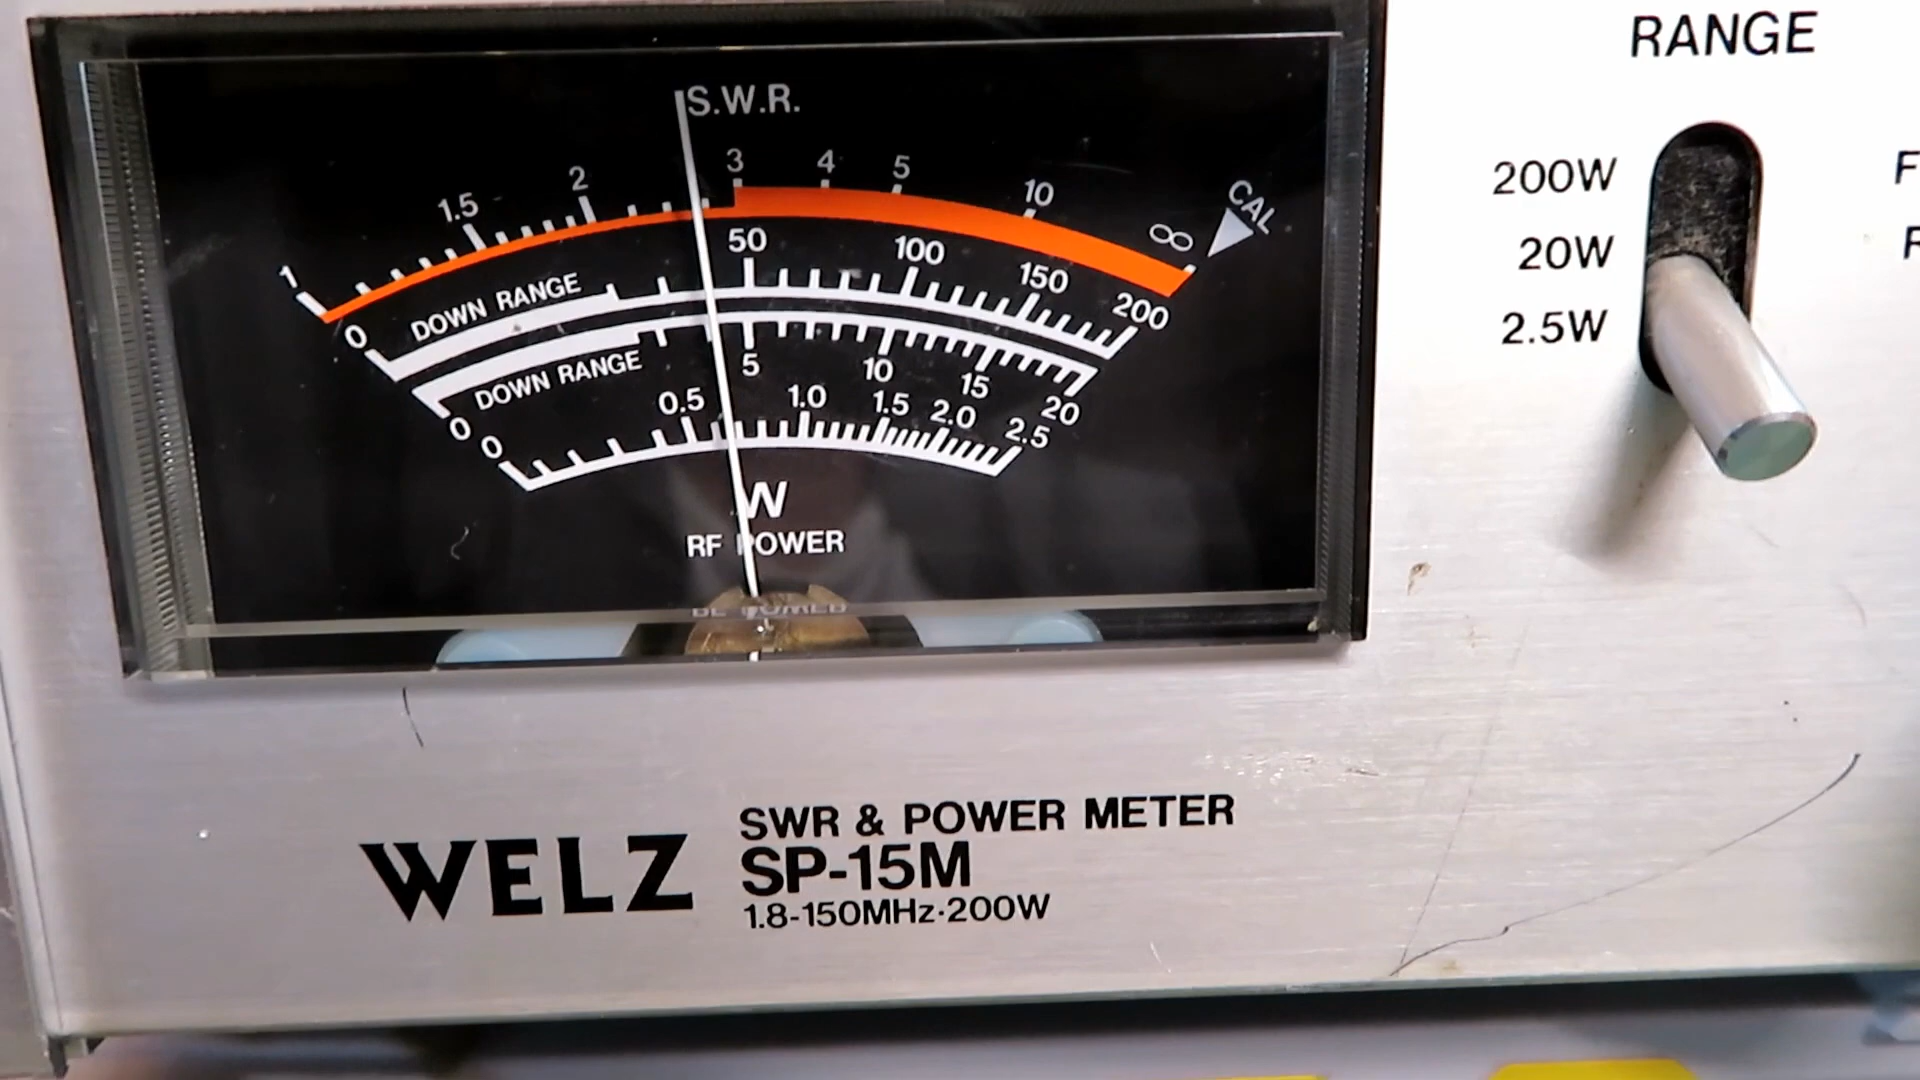 RANGE
200W
20W
2.5W
F
R
S.W.R.
1 1.5 2 3 4 5 10 ∞ CAL
0 DOWN RANGE 50 100 150 200
0 DOWN RANGE 5 10 15 20
0 0.5 1.0 1.5 2.0 2.5
W
RF POWER
WELZ
SWR & POWER METER
SP-15M
1.8-150MHz·200W